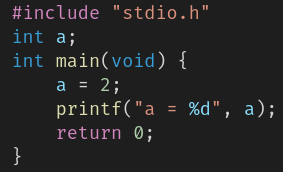 #include "stdio.h"
int a;
int main(void) {
    a = 2;
    printf("a = %d", a);
    return 0;
}